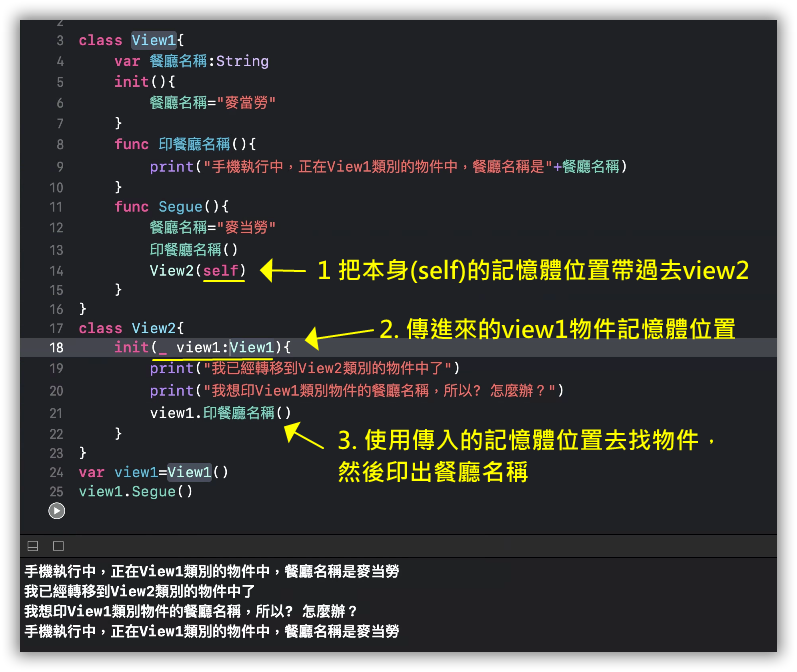 2
3 class View1{
4 var 餐廳名稱:String
5 init(){
6 餐廳名稱="麥當勞"
7 }
8 func 印餐廳名稱(){
9 print("手機執行中，正在View1類別的物件中，餐廳名稱是"+餐廳名稱)
10 }
11 func Segue(){
12 餐廳名稱="麥当勞"
13 印餐廳名稱()
14 View2(self)
1 把本身(self)的記憶體位置帶過去view2
15 }
16 }
17 class View2{
2. 傳進來的view1物件記憶體位置
18 init(_ view1:View1){
19 print("我已經轉移到View2類別的物件中了")
20 print("我想印View1類別物件的餐廳名稱，所以? 怎麼辦？")
21 view1.印餐廳名稱()
22 }
3. 使用傳入的記憶體位置去找物件，
然後印出餐廳名稱
23 }
24 var view1=View1()
25 view1.Segue()
手機執行中，正在View1類別的物件中，餐廳名稱是麥当勞
我已經轉移到View2類別的物件中了
我想印View1類別物件的餐廳名稱，所以? 怎麼辦？
手機執行中，正在View1類別的物件中，餐廳名稱是麥当勞